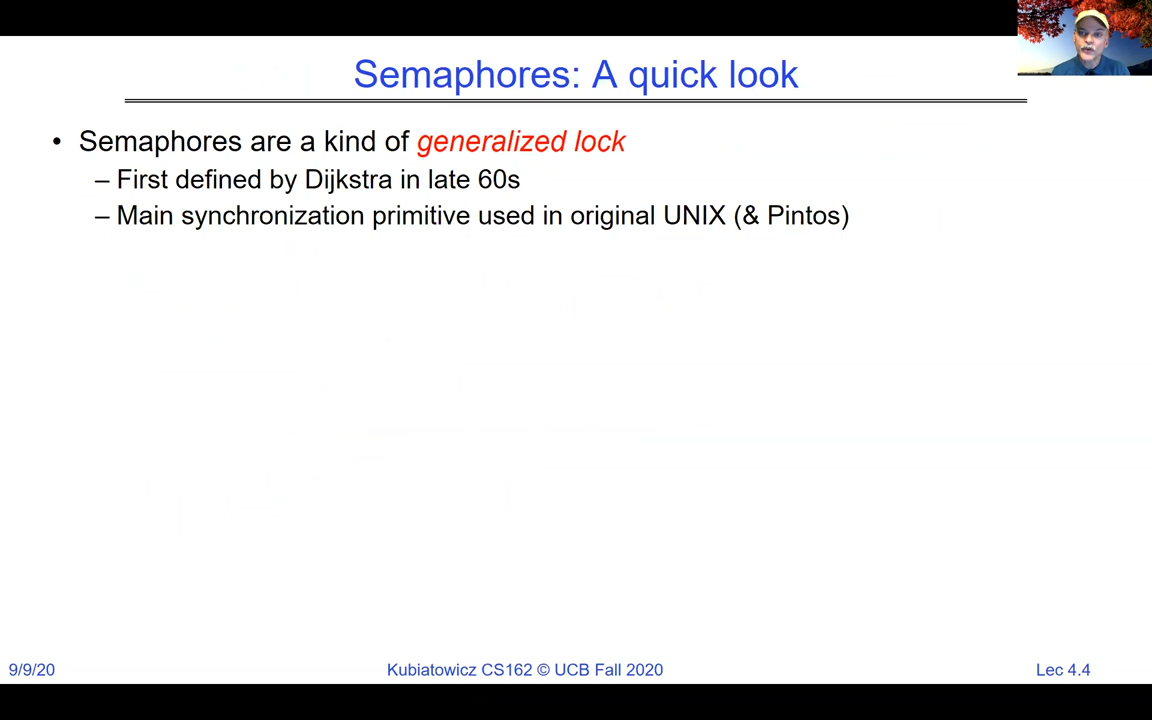 Semaphores: A quick look
• Semaphores are a kind of generalized lock
– First defined by Dijkstra in late 60s
– Main synchronization primitive used in original UNIX (& Pintos)
9/9/20 Kubiatowicz CS162 © UCB Fall 2020 Lec 4.4